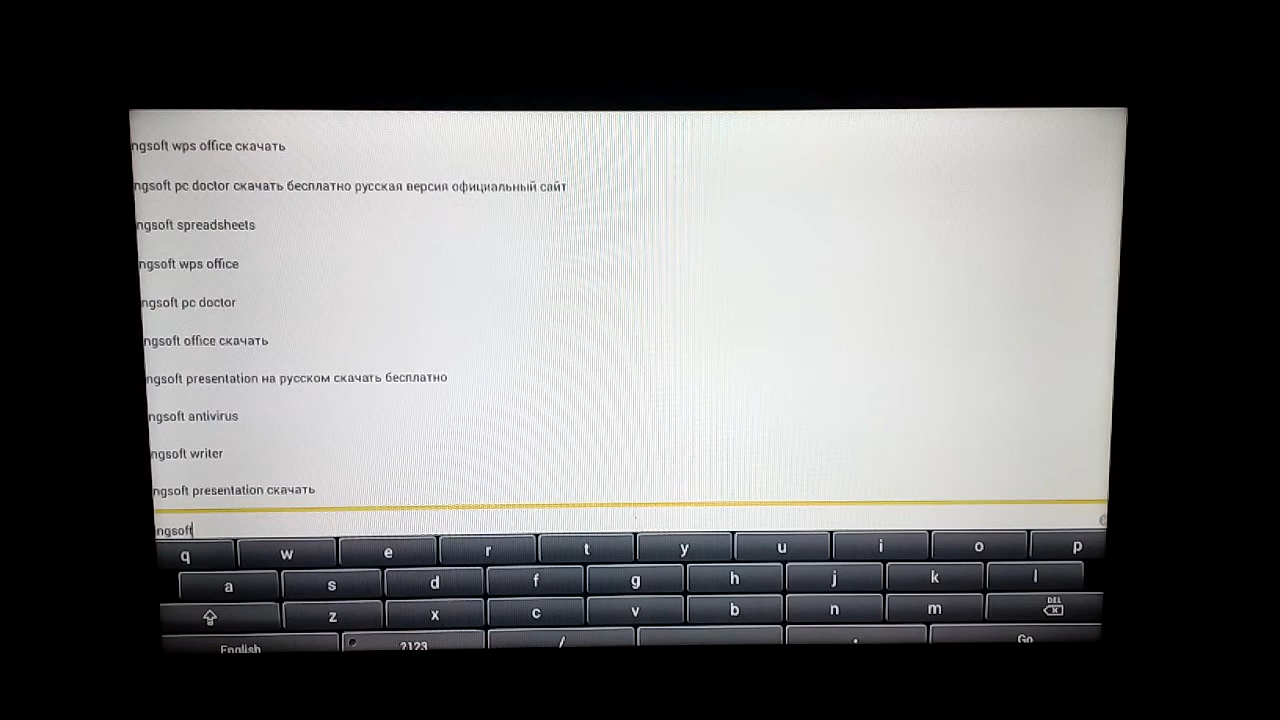 ngsoft wps office скачать
ngsoft pc doctor скачать бесплатно русская версия официальный сайт
ngsoft spreadsheets
ngsoft wps office
ngsoft pc doctor
ngsoft office скачать
ngsoft presentation на русском скачать бесплатно
ngsoft antivirus
ngsoft writer
ngsoft presentation скачать
ngsoft
q w e r t y u i o p
a s d f g h j k l
z x c v b n m DEL
English ?123 / . Go